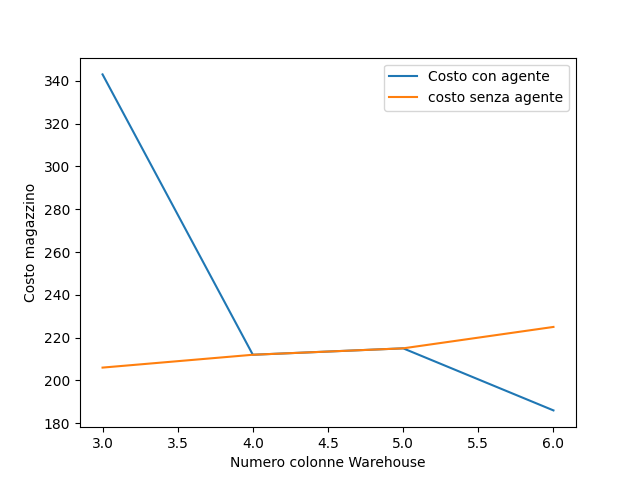 Costo con agente
costo senza agente
340
320
300
280
260
240
220
200
180
Costo magazzino
3.0 3.5 4.0 4.5 5.0 5.5 6.0
Numero colonne Warehouse